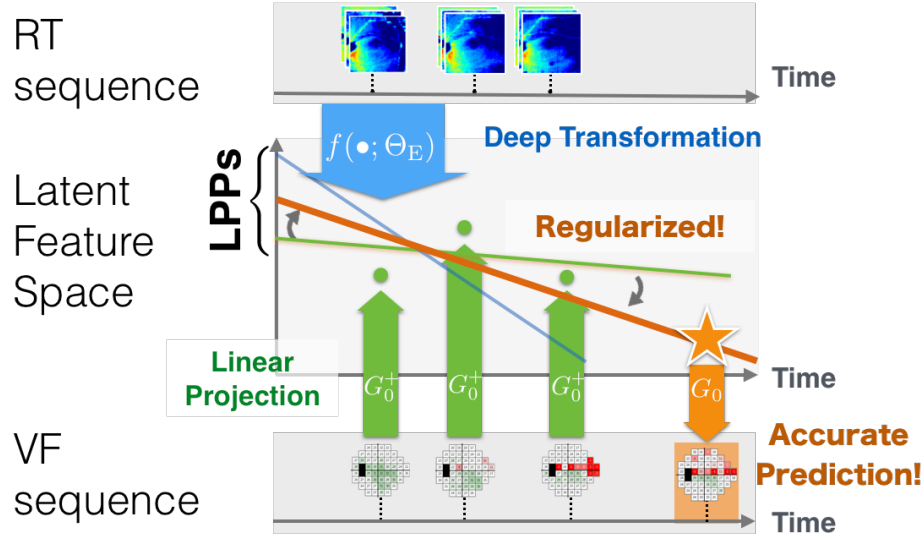 RT
sequence
Time
f(●; Θ_E)
Deep Transformation
LPPs
Latent
Feature
Space
Regularized!
Linear
Projection
G_0^+
G_0^+
G_0^+
G_0
Time
VF
sequence
Accurate
Prediction!
Time